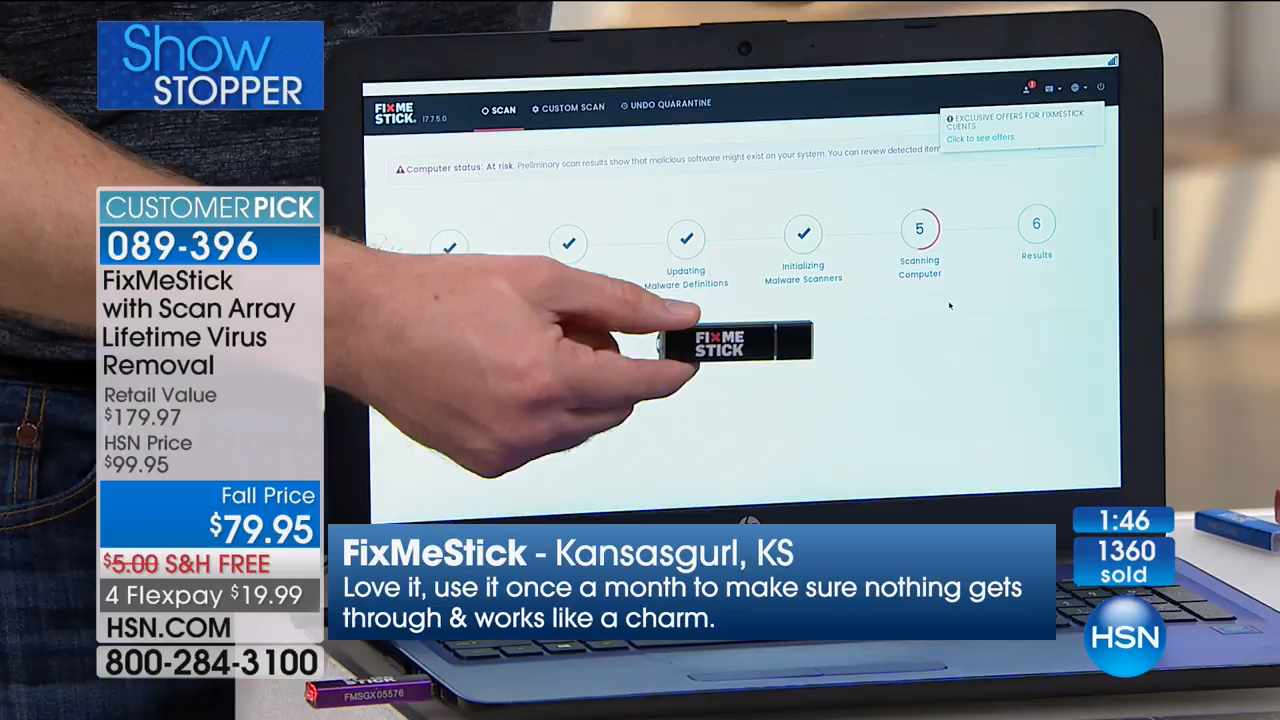 Show
STOPPER
CUSTOMER PICK
089-396
FixMeStick
with Scan Array
Lifetime Virus
Removal
Retail Value
$179.97
HSN Price
$99.95
Fall Price
$79.95
$5.00 S&H FREE
4 Flexpay $19.99
HSN.COM
800-284-3100
FIXME
STICK. 17.7.5.0
SCAN CUSTOM SCAN UNDO QUARANTINE
EXCLUSIVE OFFERS FOR FIXMESTICK
CLIENTS
Click to see offers
Computer status: At risk. Preliminary scan results show that malicious software might exist on your system. You can review detected
5
6
Updating
Malware Definitions
Initializing
Malware Scanners
Scanning
Computer
Results
FIXME
STICK
FixMeStick - Kansasgurl, KS
Love it, use it once a month to make sure nothing gets
through & works like a charm.
1:46
1360
sold
HSN
STICK
FMSGX05576